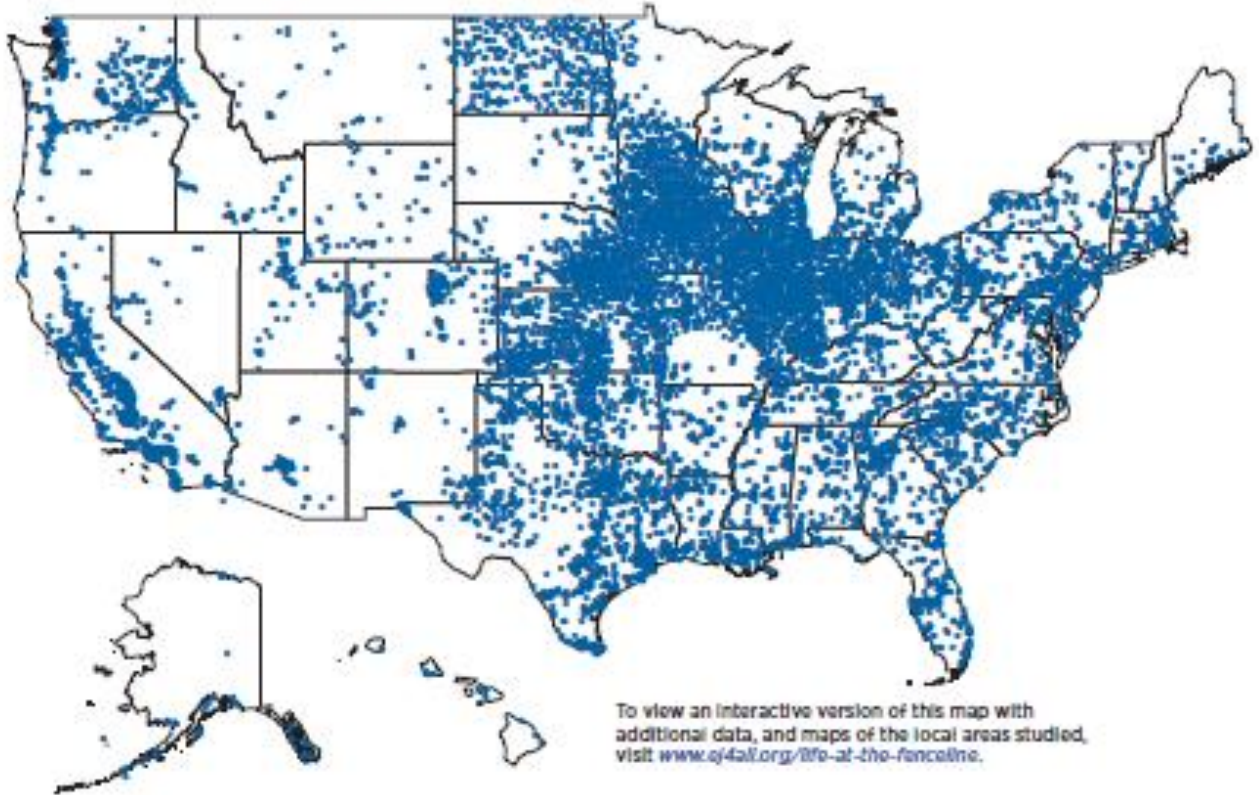 To view an interactive version of this map with
additional data, and maps of the local areas studied,
visit www.ej4all.org/life-at-the-fenceline.